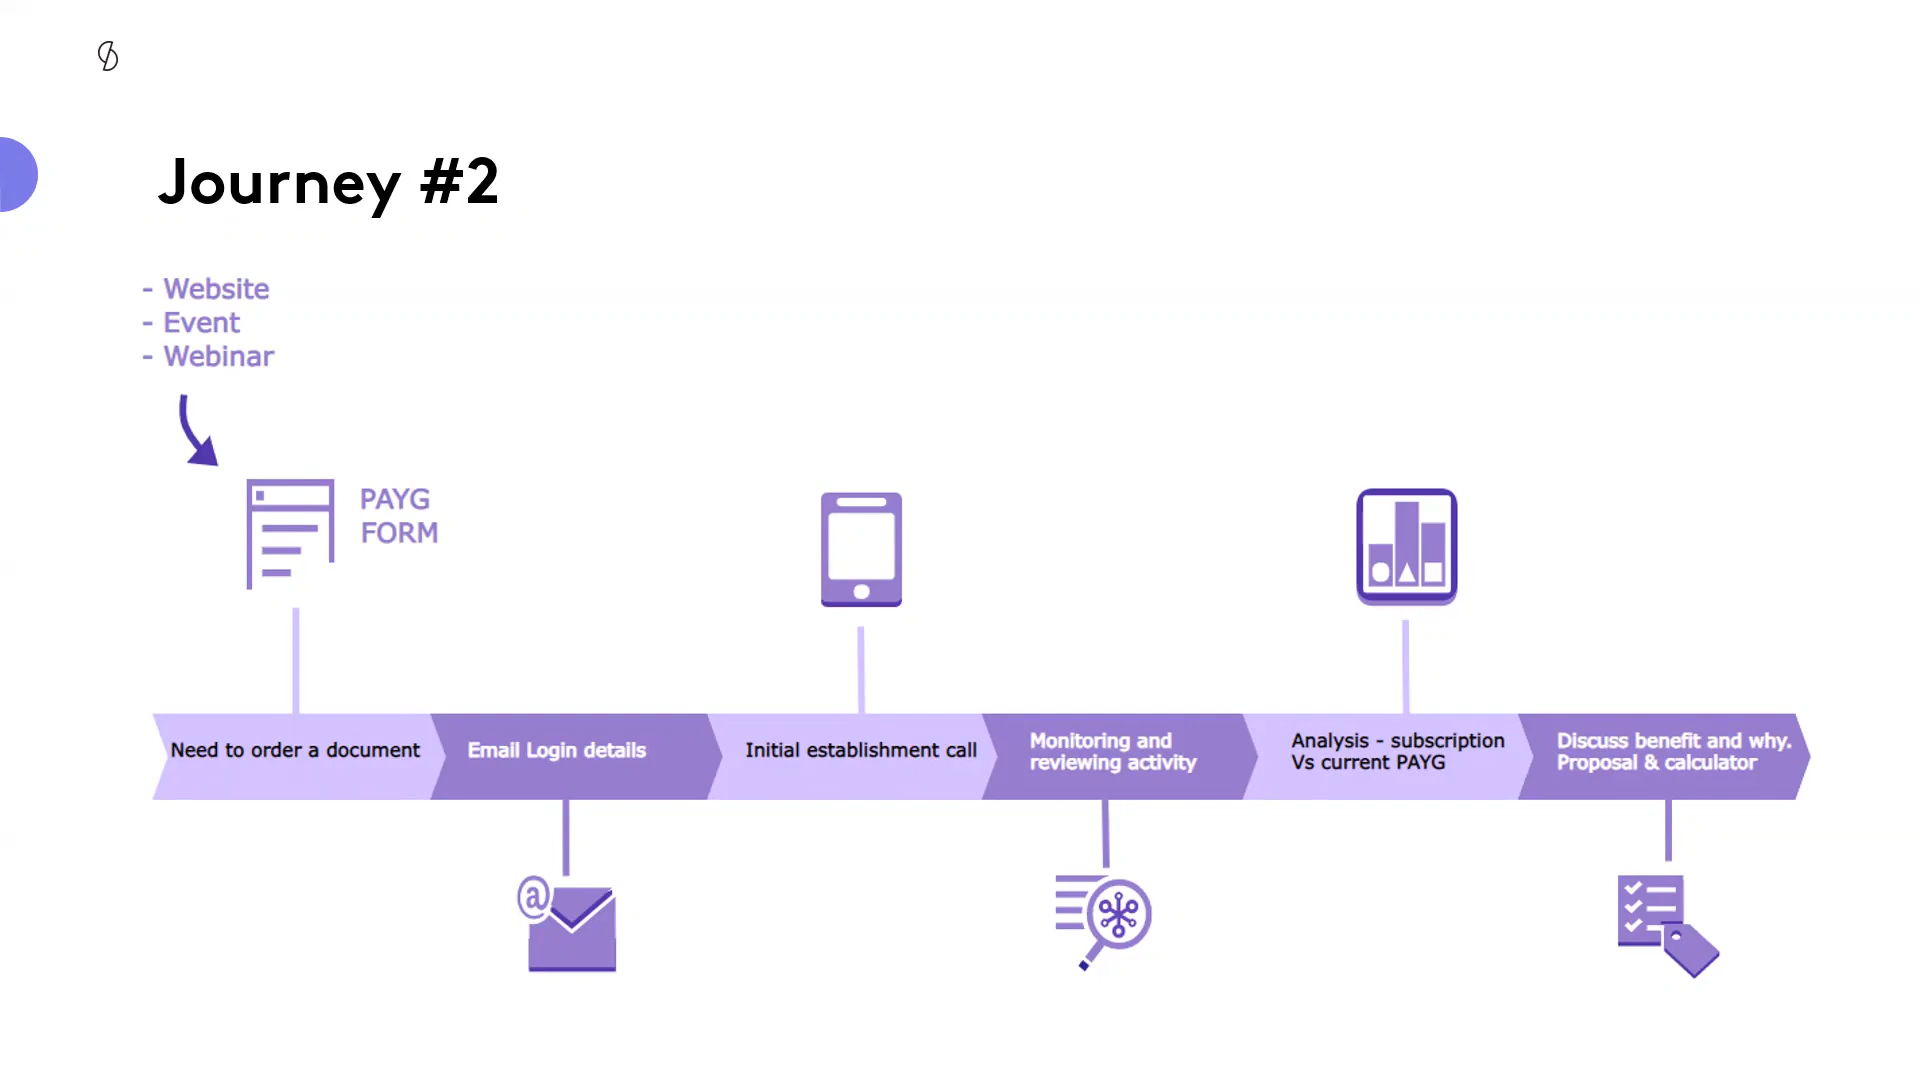 Journey #2
- Website
- Event
- Webinar
PAYG
FORM
Need to order a document
Email Login details
Initial establishment call
Monitoring and
reviewing activity
Analysis - subscription
Vs current PAYG
Discuss benefit and why.
Proposal & calculator
@